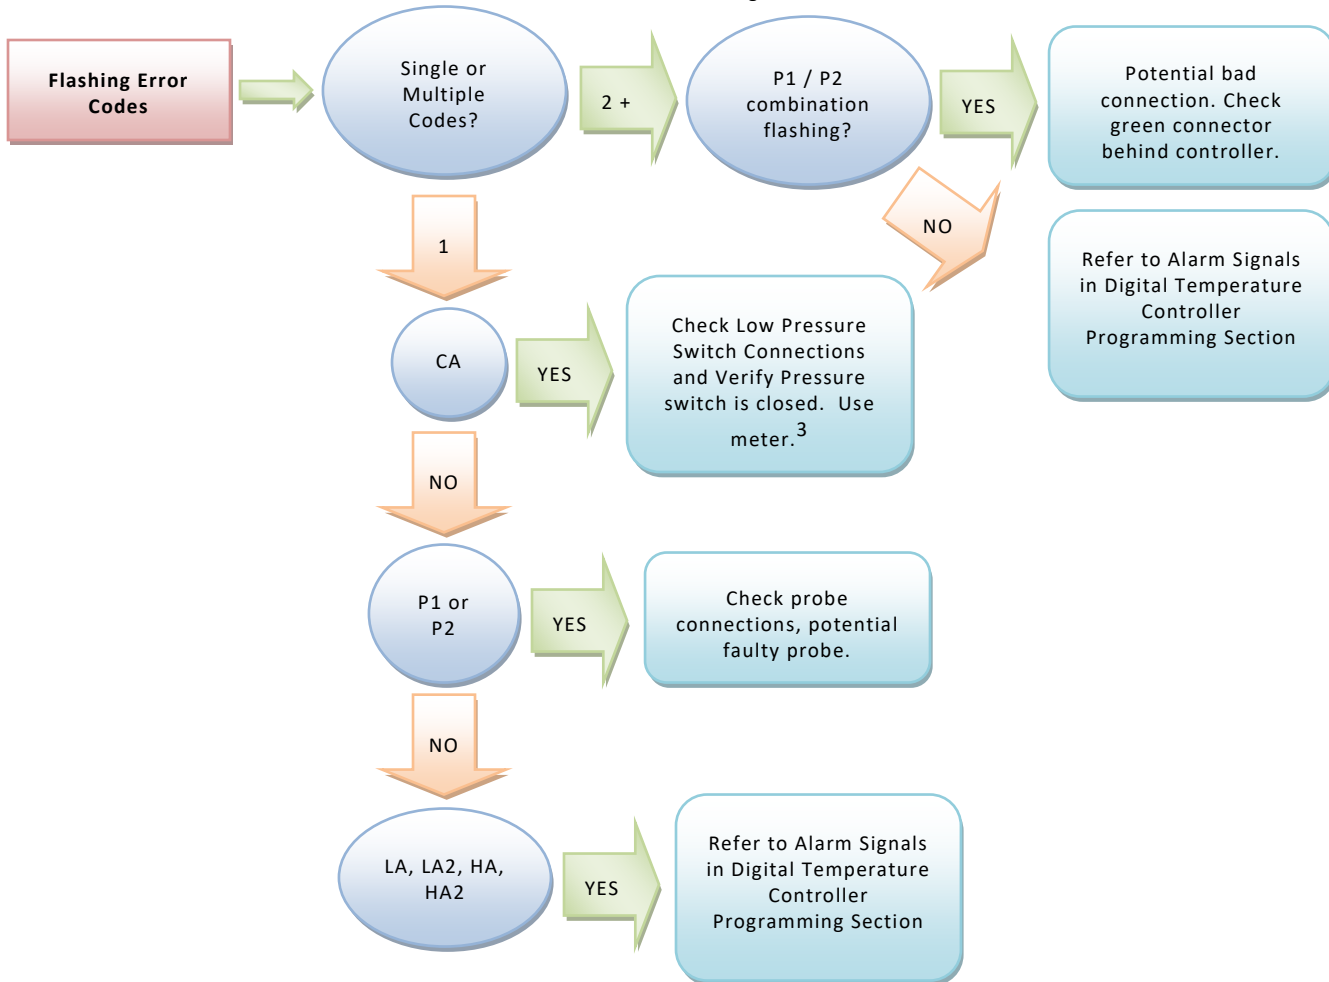 Flashing Error
Codes
Single or
Multiple
Codes?
2 +
P1 / P2
combination
flashing?
YES
Potential bad
connection. Check
green connector
behind controller.
NO
Refer to Alarm Signals
in Digital Temperature
Controller
Programming Section
1
CA
YES
Check Low Pressure
Switch Connections
and Verify Pressure
switch is closed. Use
meter.3
NO
P1 or
P2
YES
Check probe
connections, potential
faulty probe.
NO
LA, LA2, HA,
HA2
YES
Refer to Alarm Signals
in Digital Temperature
Controller
Programming Section